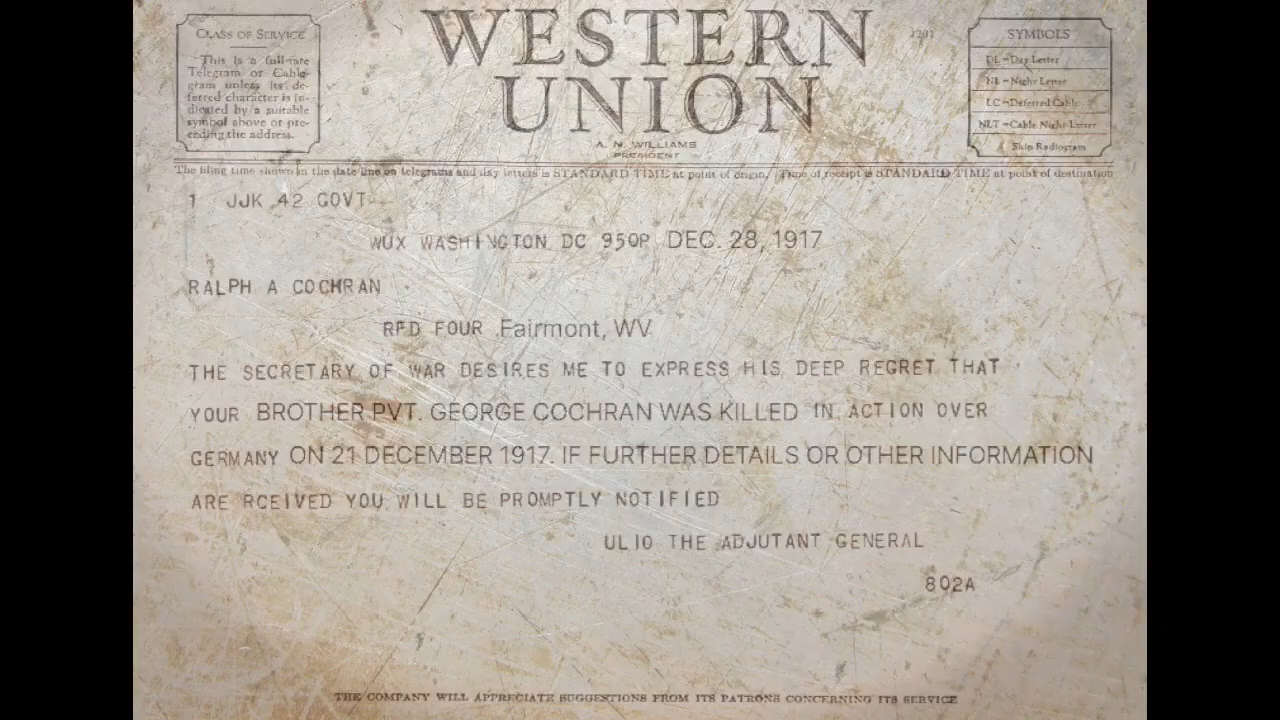 CLASS OF SERVICE
This is a full-rate
Telegram or Cable-
gram unless its de-
ferred character is in-
dicated by a suitable
symbol above or pre-
ceding the address.
WESTERN
UNION
A. N. WILLIAMS
PRESIDENT
1201
SYMBOLS
DL=Day Letter
NL=Night Letter
LC=Deferred Cable
NLT=Cable Night Letter
Ship Radiogram
The filing time shown in the date line on telegrams and day letters is STANDARD TIME at point of origin. Time of receipt is STANDARD TIME at point of destination
1 JJK 42 GOVT
WUX WASHINGTON DC 950P DEC. 28, 1917
RALPH A COCHRAN
RFD FOUR Fairmont, WV
THE SECRETARY OF WAR DESIRES ME TO EXPRESS HIS DEEP REGRET THAT
YOUR BROTHER PVT. GEORGE COCHRAN WAS KILLED IN ACTION OVER
GERMANY ON 21 DECEMBER 1917. IF FURTHER DETAILS OR OTHER INFORMATION
ARE RCEIVED YOU WILL BE PROMPTLY NOTIFIED
ULIO THE ADJUTANT GENERAL
802A
THE COMPANY WILL APPRECIATE SUGGESTIONS FROM ITS PATRONS CONCERNING ITS SERVICE